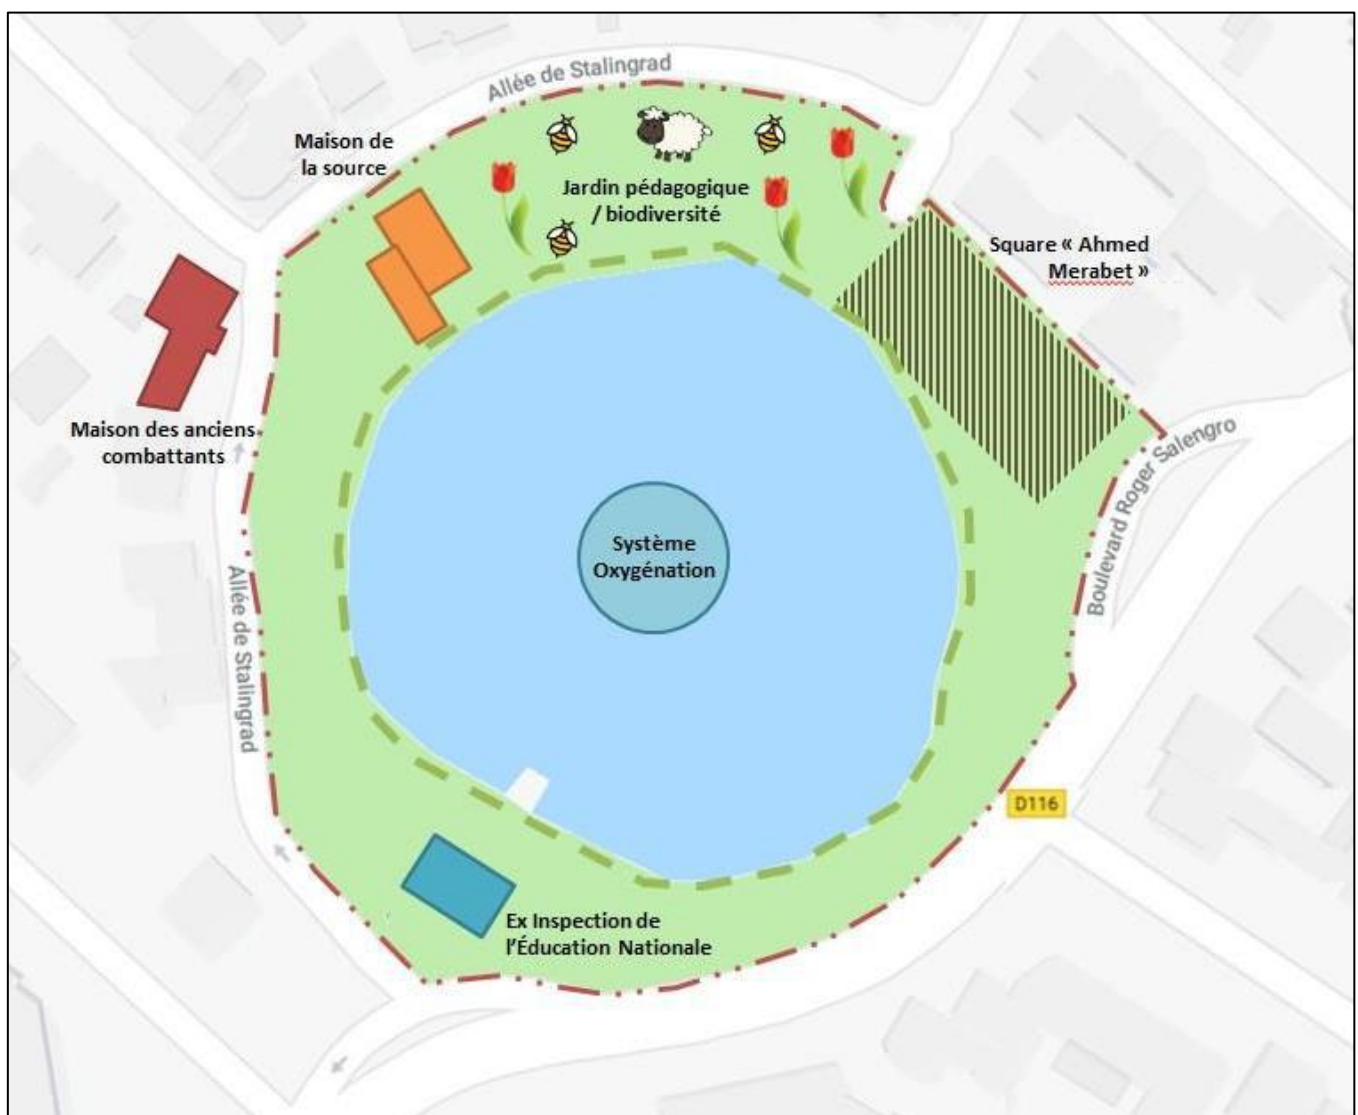 Allée de Stalingrad
Maison de
la source
Jardin pédagogique
/ biodiversité
Square « Ahmed
Merabet »
Maison des anciens
combattants
Boulevard Roger Salengro
Système
Oxygénation
Allée de Stalingrad
D116
Ex Inspection de
l’Éducation Nationale